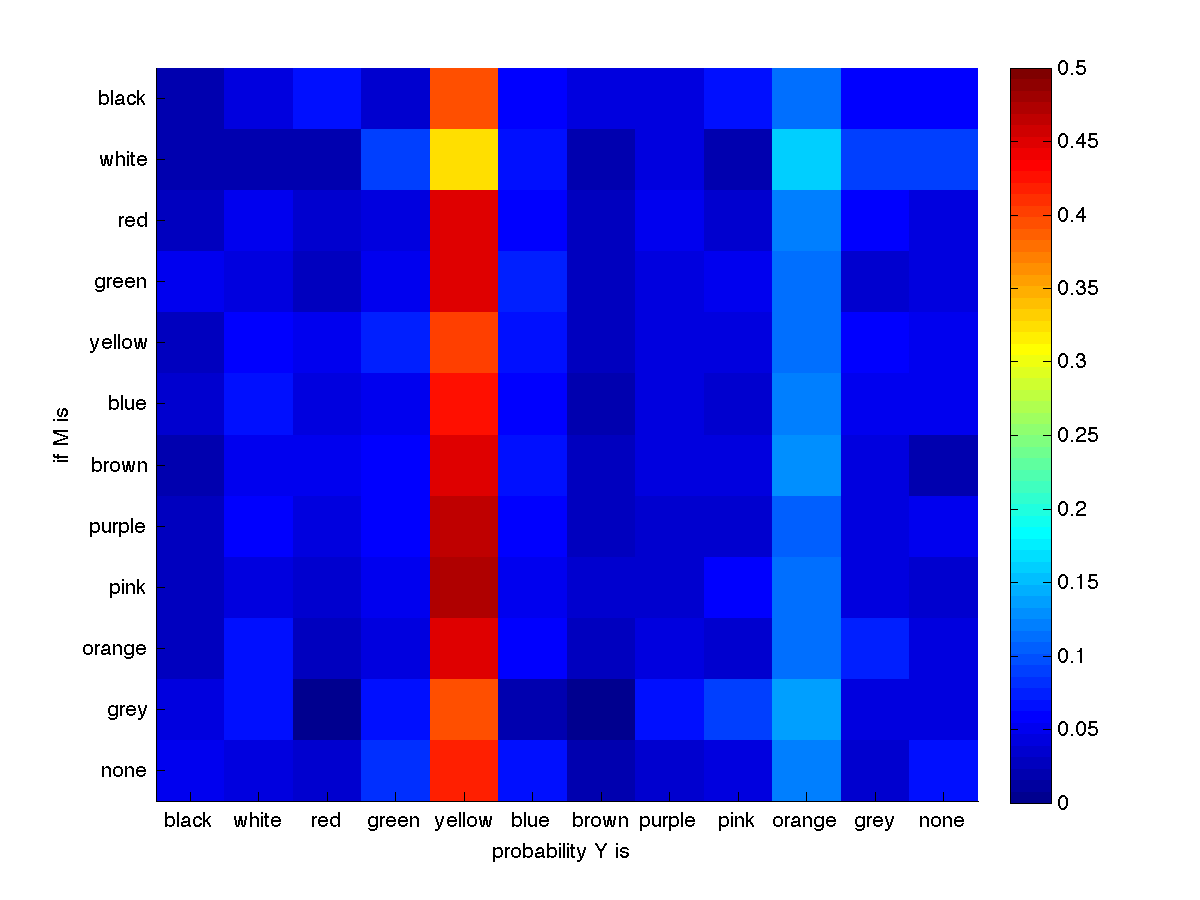 black
white
red
green
yellow
blue
brown
purple
pink
orange
grey
none
if M is
black white red green yellow blue brown purple pink orange grey none
probability Y is
0.5
0.45
0.4
0.35
0.3
0.25
0.2
0.15
0.1
0.05
0